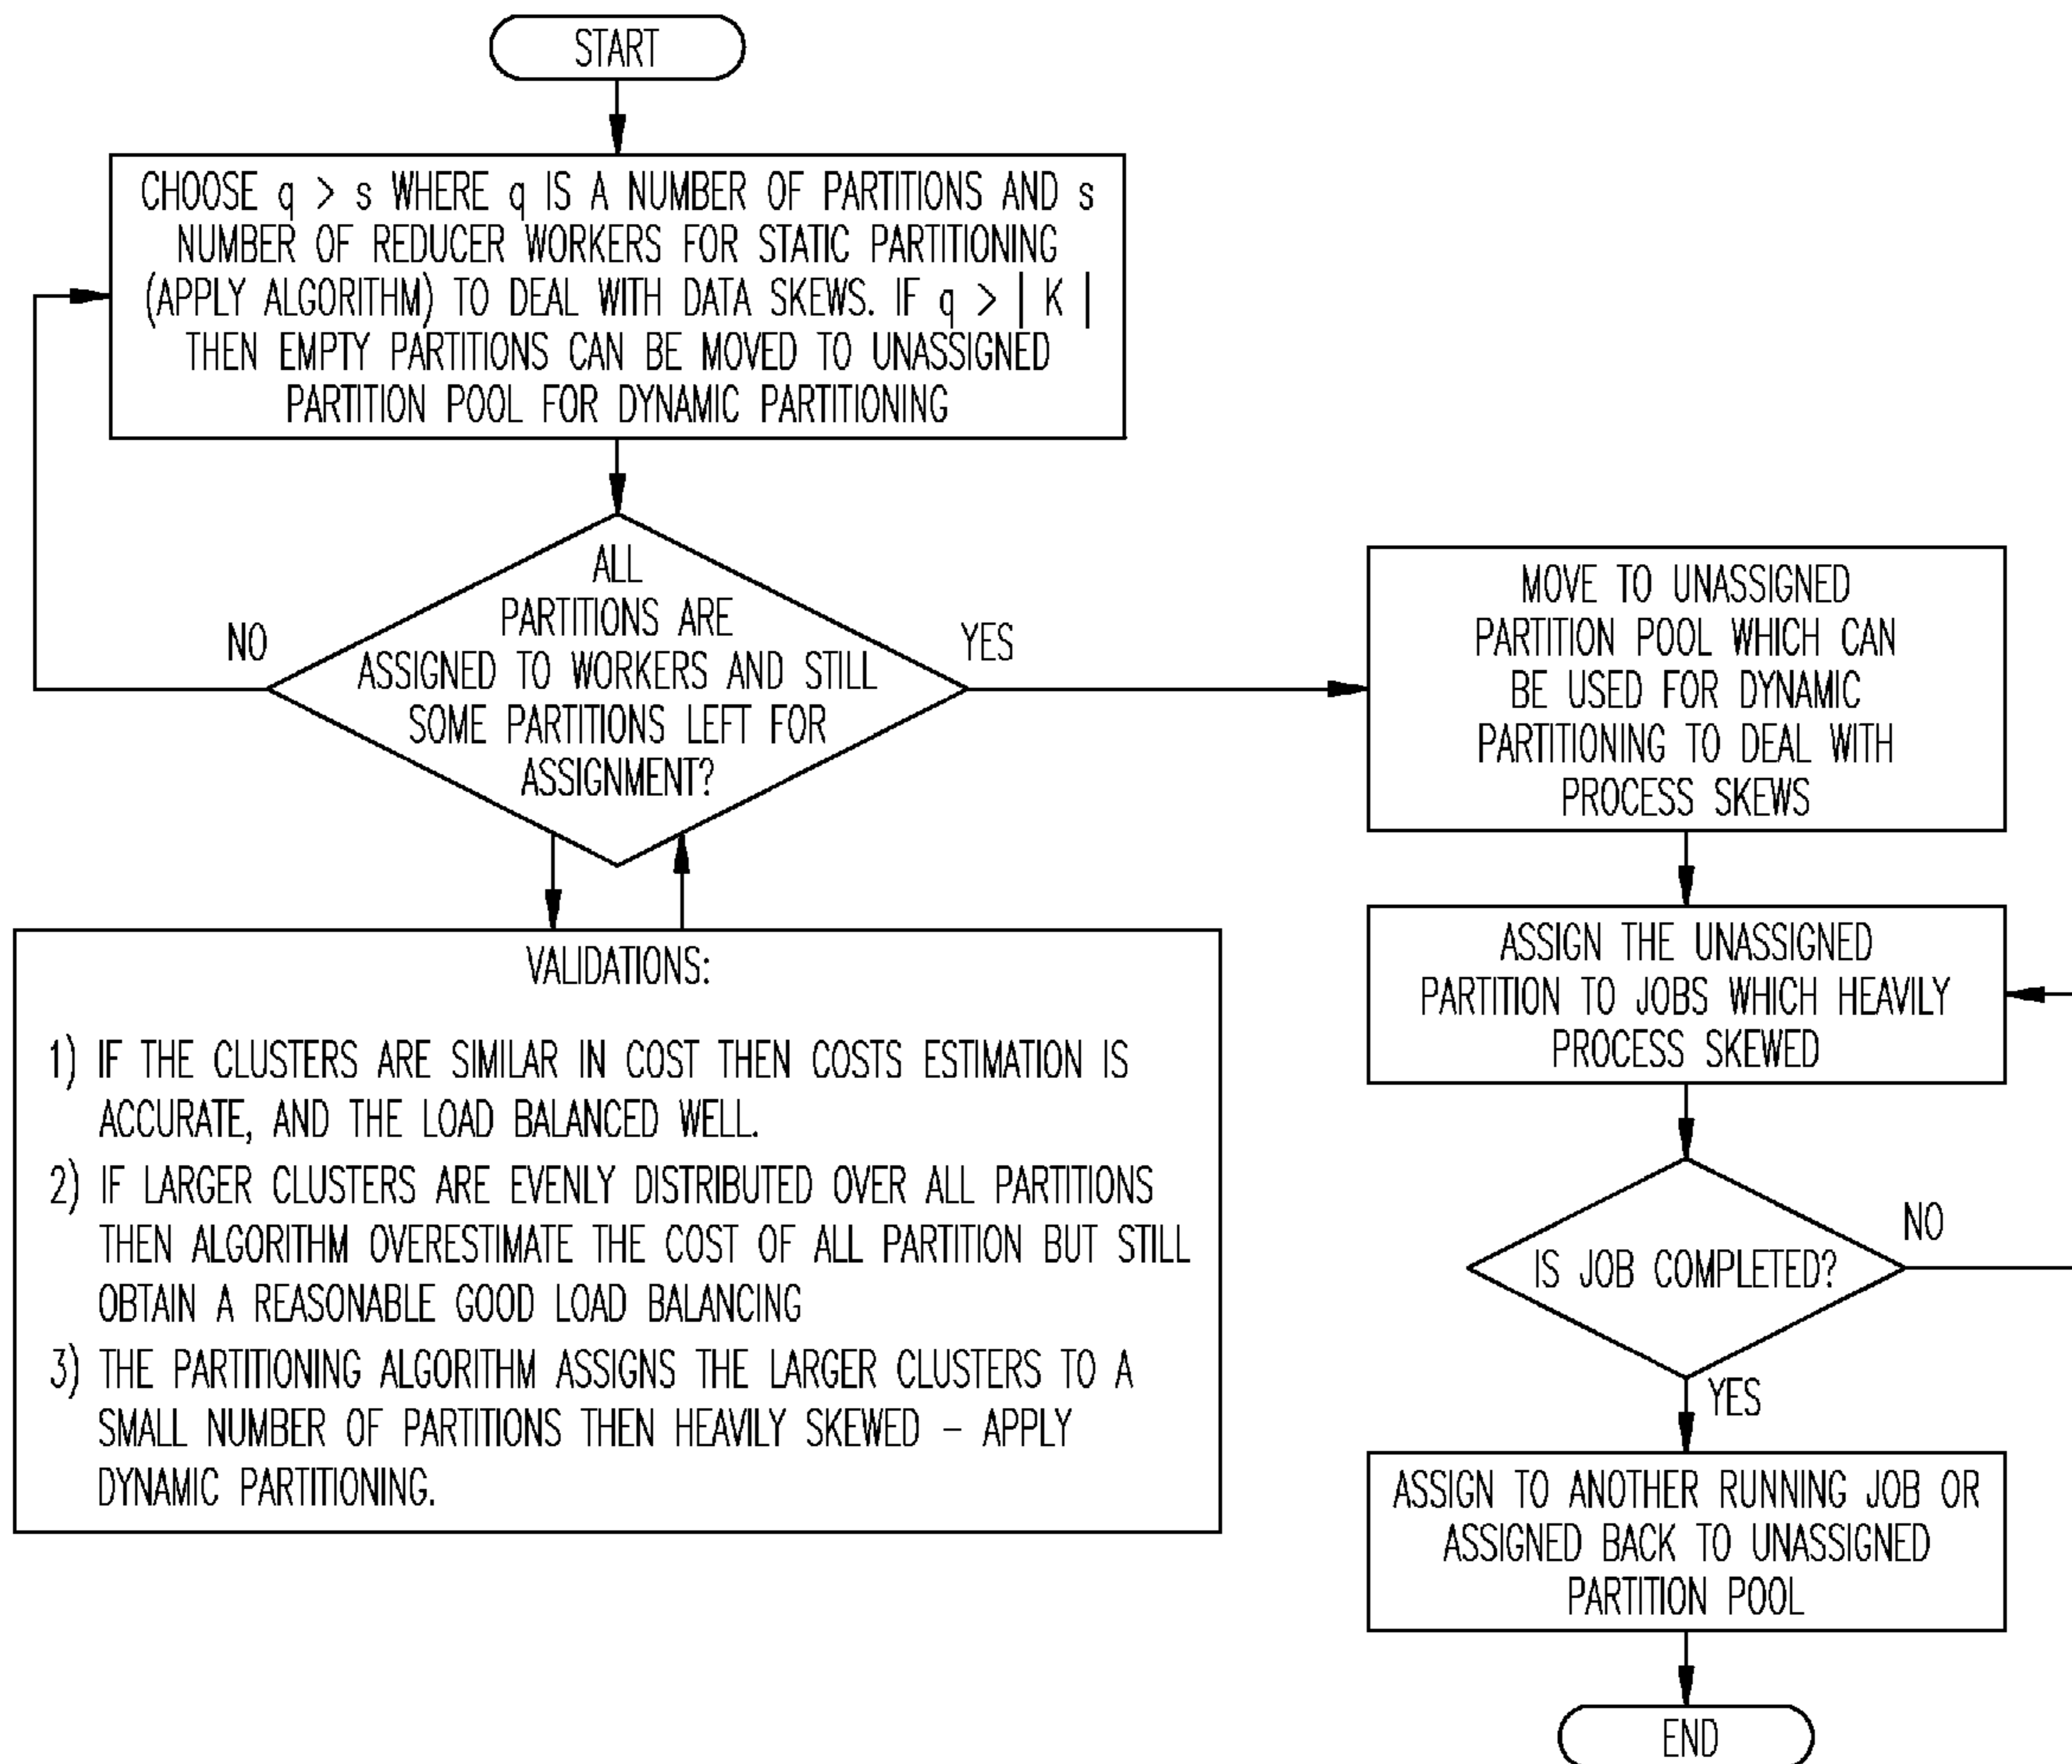 START
CHOOSE q > s WHERE q IS A NUMBER OF PARTITIONS AND s
NUMBER OF REDUCER WORKERS FOR STATIC PARTITIONING
(APPLY ALGORITHM) TO DEAL WITH DATA SKEWS. IF q > | K |
THEN EMPTY PARTITIONS CAN BE MOVED TO UNASSIGNED
PARTITION POOL FOR DYNAMIC PARTITIONING
ALL
PARTITIONS ARE
ASSIGNED TO WORKERS AND STILL
SOME PARTITIONS LEFT FOR
ASSIGNMENT?
NO
YES
VALIDATIONS:
1) IF THE CLUSTERS ARE SIMILAR IN COST THEN COSTS ESTIMATION IS
ACCURATE, AND THE LOAD BALANCED WELL.
2) IF LARGER CLUSTERS ARE EVENLY DISTRIBUTED OVER ALL PARTITIONS
THEN ALGORITHM OVERESTIMATE THE COST OF ALL PARTITION BUT STILL
OBTAIN A REASONABLE GOOD LOAD BALANCING
3) THE PARTITIONING ALGORITHM ASSIGNS THE LARGER CLUSTERS TO A
SMALL NUMBER OF PARTITIONS THEN HEAVILY SKEWED – APPLY
DYNAMIC PARTITIONING.
MOVE TO UNASSIGNED
PARTITION POOL WHICH CAN
BE USED FOR DYNAMIC
PARTITIONING TO DEAL WITH
PROCESS SKEWS
ASSIGN THE UNASSIGNED
PARTITION TO JOBS WHICH HEAVILY
PROCESS SKEWED
IS JOB COMPLETED?
NO
YES
ASSIGN TO ANOTHER RUNNING JOB OR
ASSIGNED BACK TO UNASSIGNED
PARTITION POOL
END